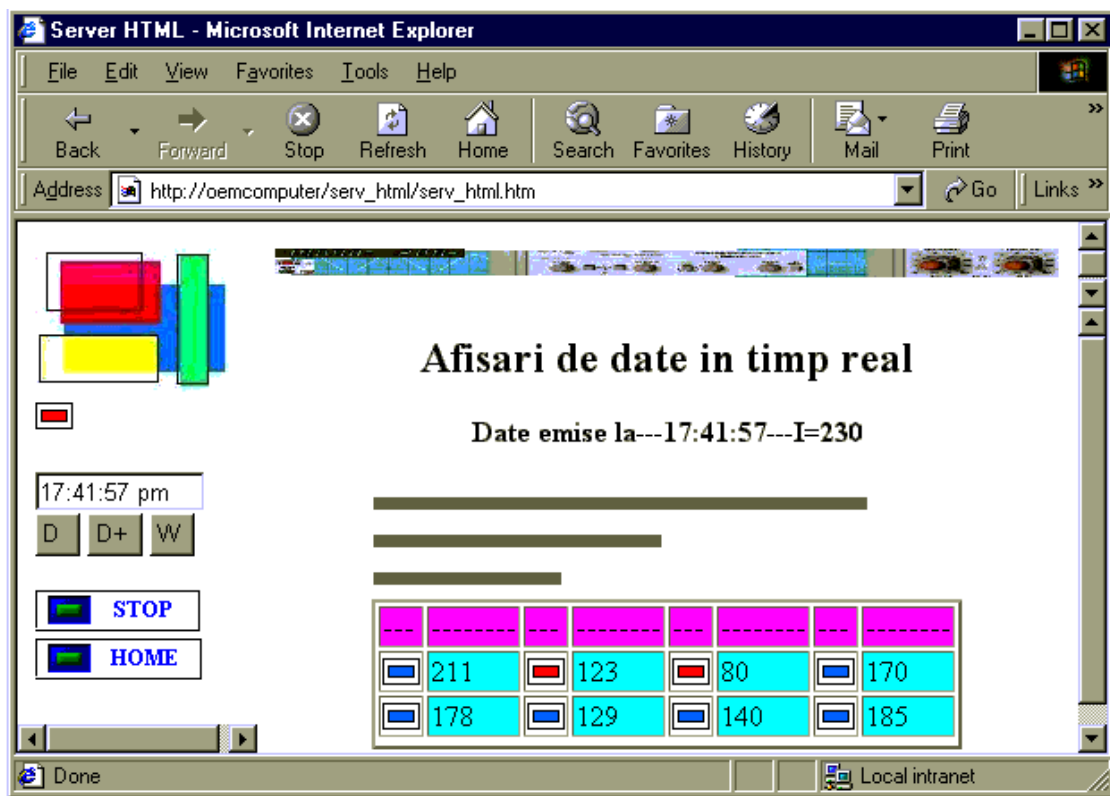 Server HTML - Microsoft Internet Explorer
File Edit View Favorites Tools Help
Back Forward Stop Refresh Home Search Favorites History Mail Print »
Address http://oemcomputer/serv_html/serv_html.htm Go Links »
Afisari de date in timp real
Date emise la---17:41:57---I=230
17:41:57 pm
D D+ W
STOP
HOME
--- -------- --- -------- --- -------- --- --------
211 123 80 170
178 129 140 185
Done Local intranet